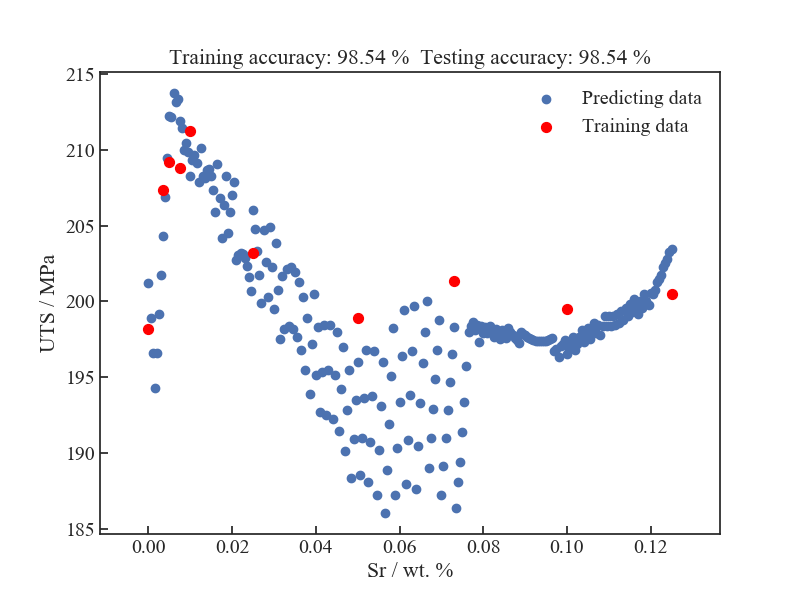 Training accuracy: 98.54 % Testing accuracy: 98.54 %
215
210
205
200
195
190
185
UTS / MPa
Predicting data
Training data
0.00 0.02 0.04 0.06 0.08 0.10 0.12
Sr / wt. %